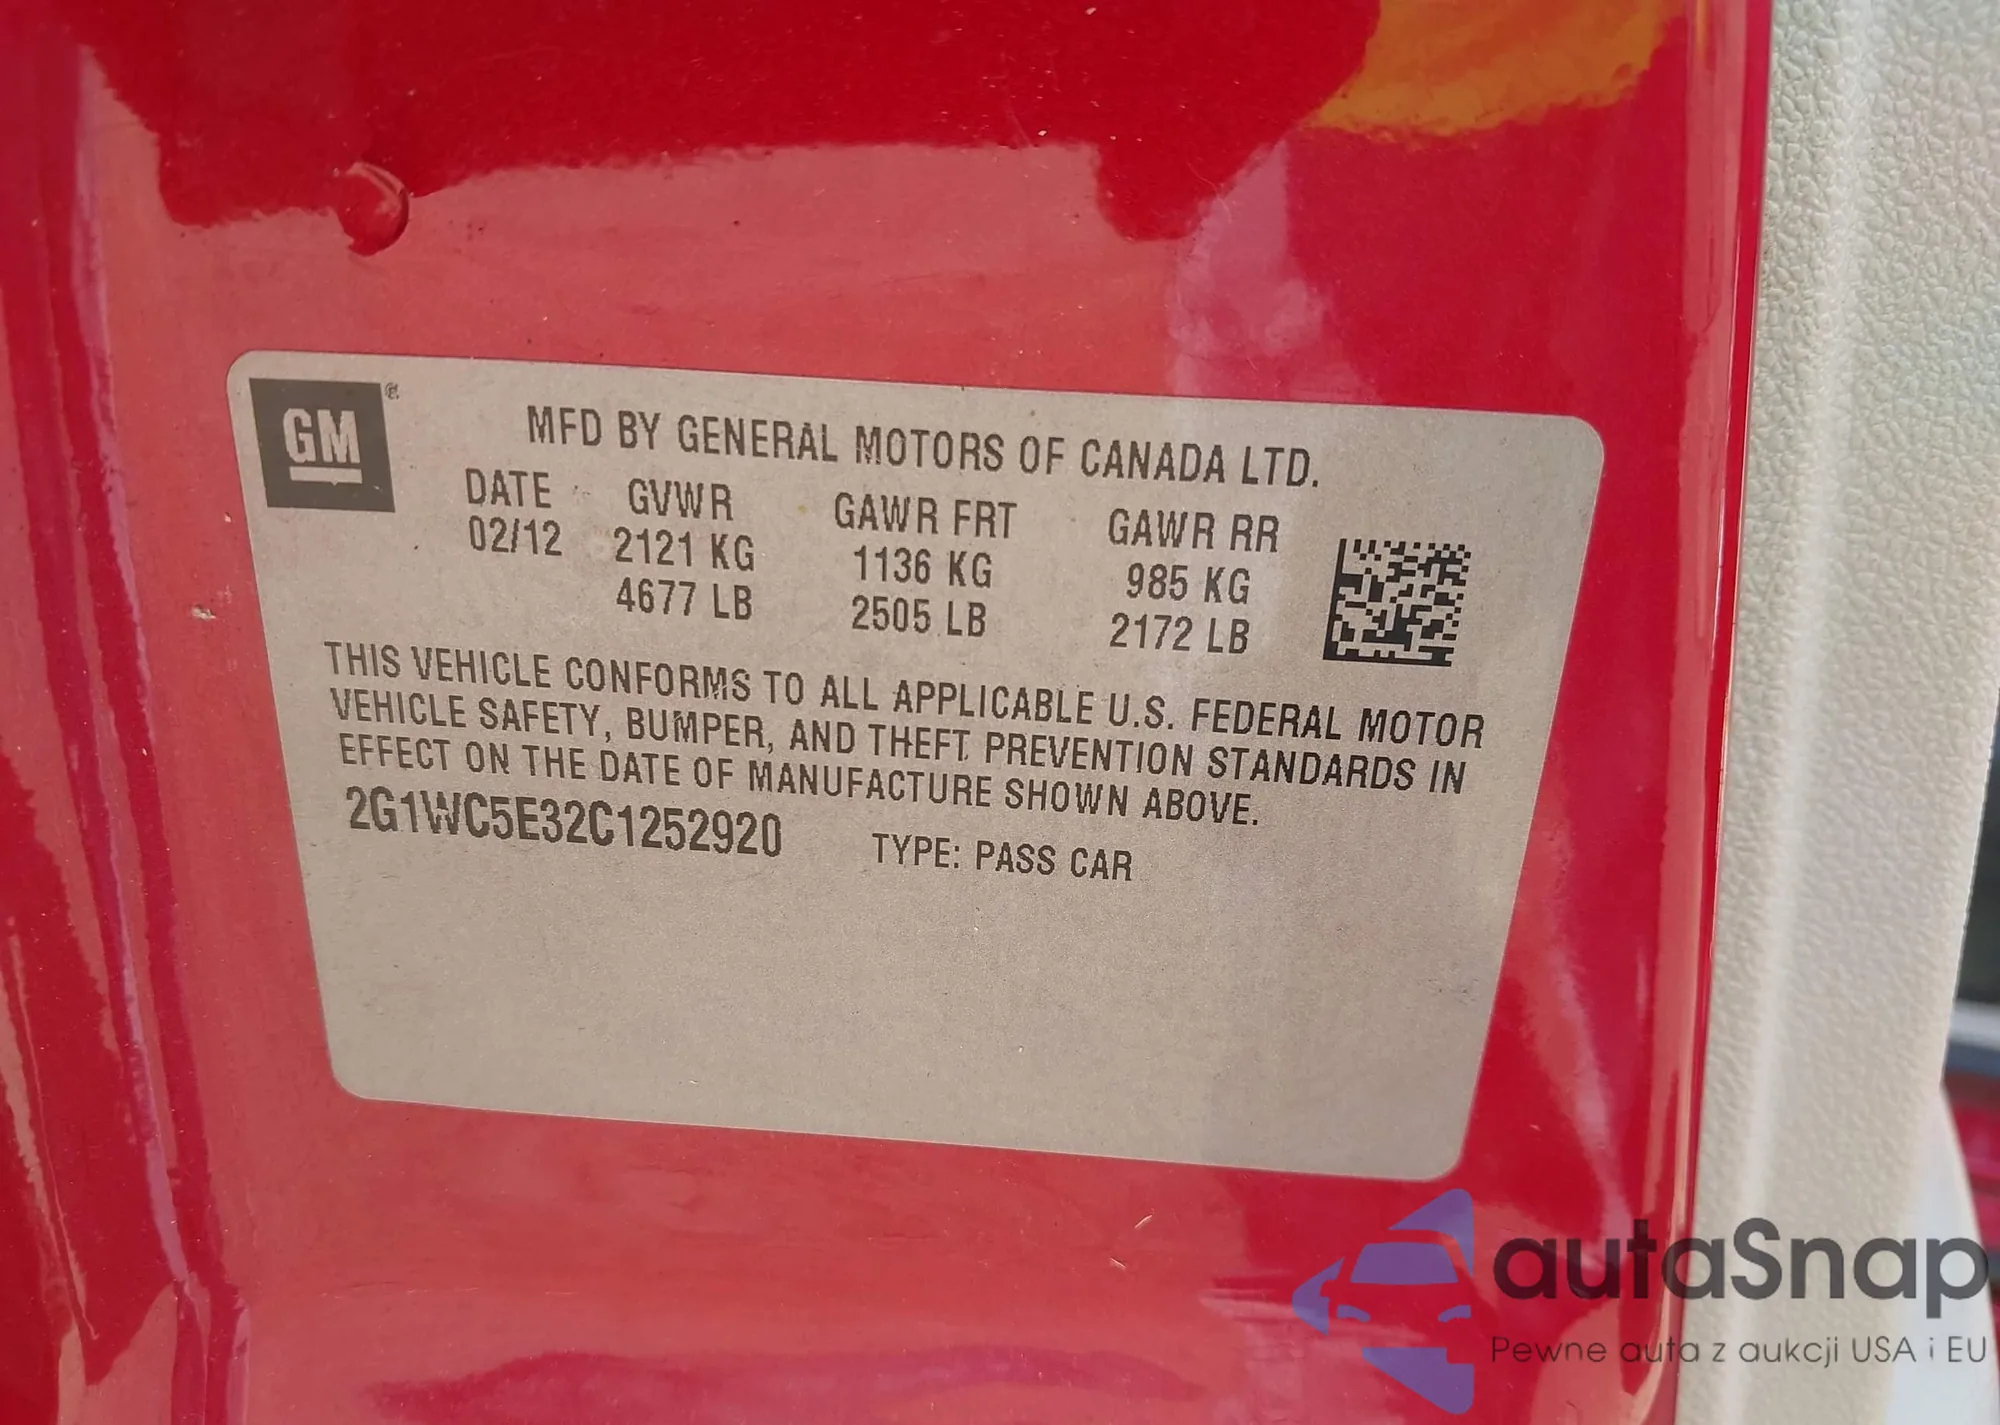 GM ®
MFD BY GENERAL MOTORS OF CANADA LTD.
DATE GVWR GAWR FRT GAWR RR
02/12 2121 KG 1136 KG 985 KG
4677 LB 2505 LB 2172 LB
THIS VEHICLE CONFORMS TO ALL APPLICABLE U.S. FEDERAL MOTOR
VEHICLE SAFETY, BUMPER, AND THEFT PREVENTION STANDARDS IN
EFFECT ON THE DATE OF MANUFACTURE SHOWN ABOVE.
2G1WC5E32C1252920 TYPE: PASS CAR
autaSnap
Pewne auta z aukcji USA i EU